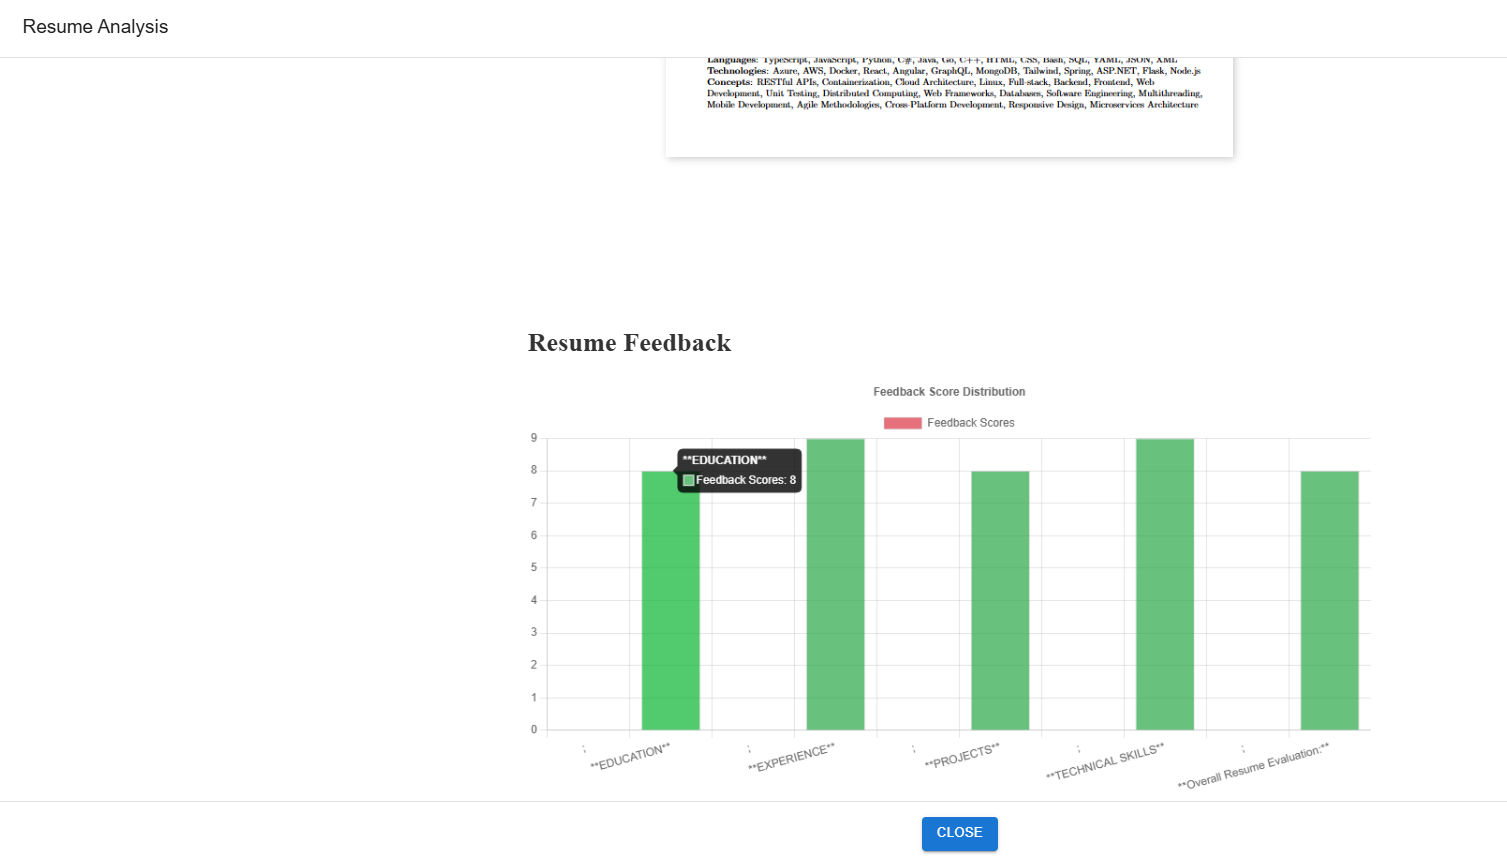 Resume Analysis
Languages: TypeScript, JavaScript, Python, C#, Java, Go, C++, HTML, CSS, Bash, SQL, YAML, JSON, XML
Technologies: Azure, AWS, Docker, React, Angular, GraphQL, MongoDB, Tailwind, Spring, ASP.NET, Flask, Node.js
Concepts: RESTful APIs, Containerization, Cloud Architecture, Linux, Full-stack, Backend, Frontend, Web
Development, Unit Testing, Distributed Computing, Web Frameworks, Databases, Software Engineering, Multithreading,
Mobile Development, Agile Methodologies, Cross-Platform Development, Responsive Design, Microservices Architecture
Resume Feedback
Feedback Score Distribution
Feedback Scores
9
8
7
6
5
4
3
2
1
0
**EDUCATION**
Feedback Scores: 8
;
**EDUCATION**
;
**EXPERIENCE**
;
**PROJECTS**
;
**TECHNICAL SKILLS**
;
**Overall Resume Evaluation:**
CLOSE